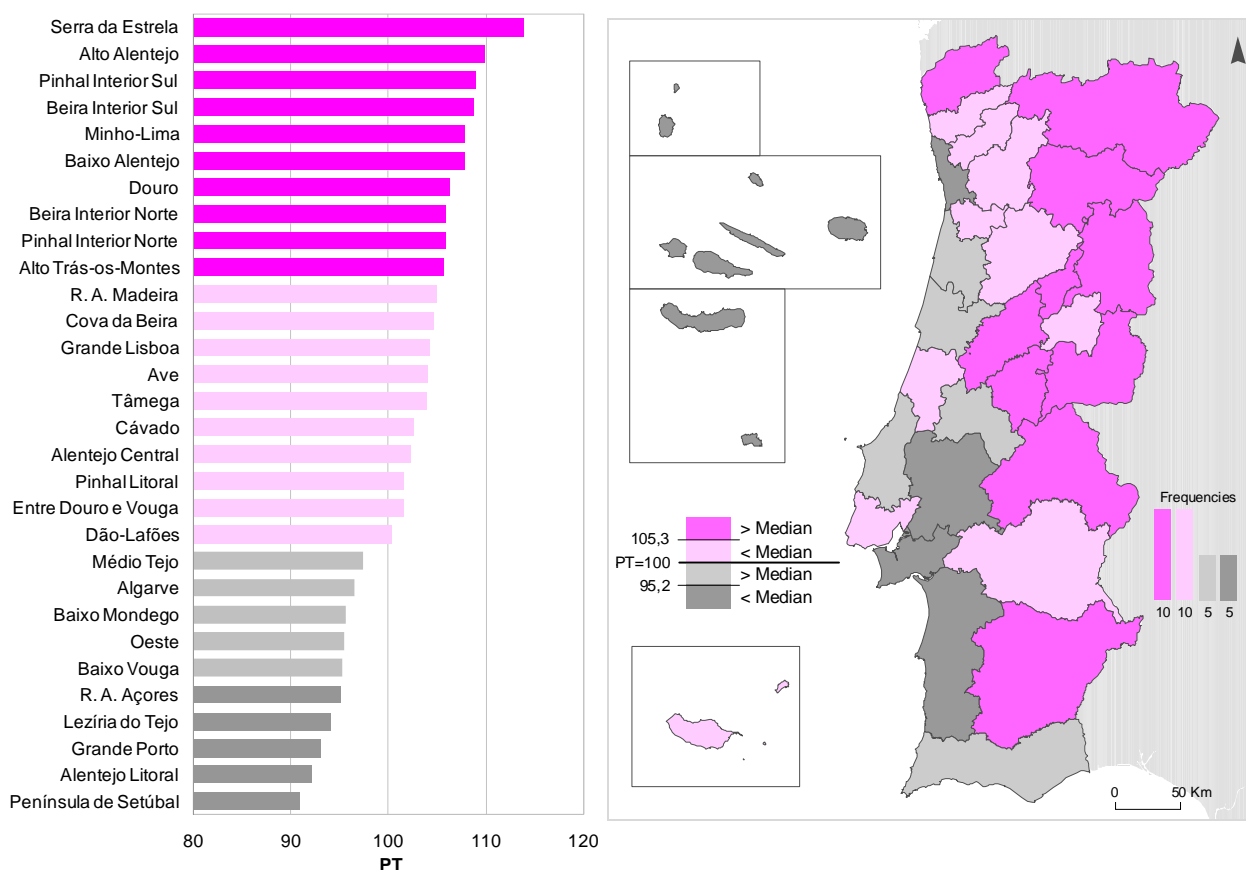 Serra da Estrela
Alto Alentejo
Pinhal Interior Sul
Beira Interior Sul
Minho-Lima
Baixo Alentejo
Douro
Beira Interior Norte
Pinhal Interior Norte
Alto Trás-os-Montes
R. A. Madeira
Cova da Beira
Grande Lisboa
Ave
Tâmega
Cávado
Alentejo Central
Pinhal Litoral
Entre Douro e Vouga
Dão-Lafões
Médio Tejo
Algarve
Baixo Mondego
Oeste
Baixo Vouga
R. A. Açores
Lezíria do Tejo
Grande Porto
Alentejo Litoral
Península de Setúbal
80 90 100 110 120
PT
> Median
105,3
< Median
PT=100
> Median
95,2
< Median
Frequencies
10 10 5 5
0 50 Km